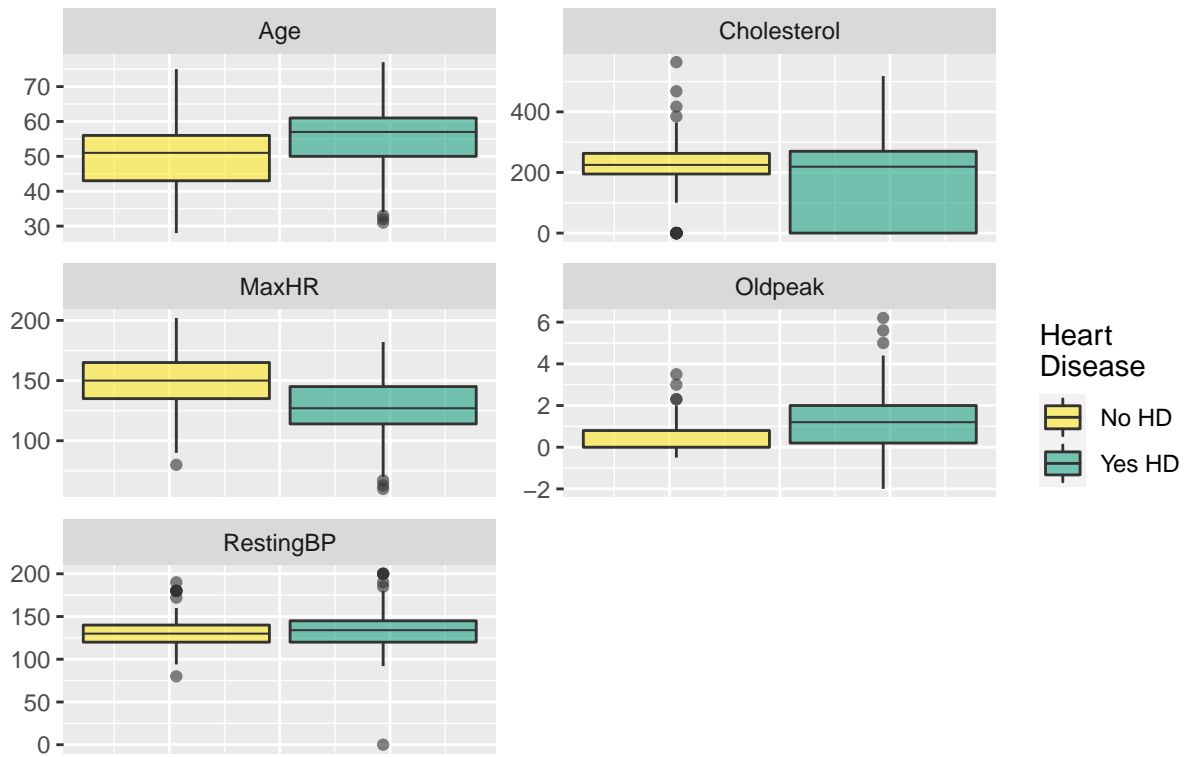 Age
70
60
50
40
30
Cholesterol
400
200
0
MaxHR
200
150
100
Oldpeak
6
4
2
0
−2
RestingBP
200
150
100
50
0
Heart
Disease
No HD
Yes HD